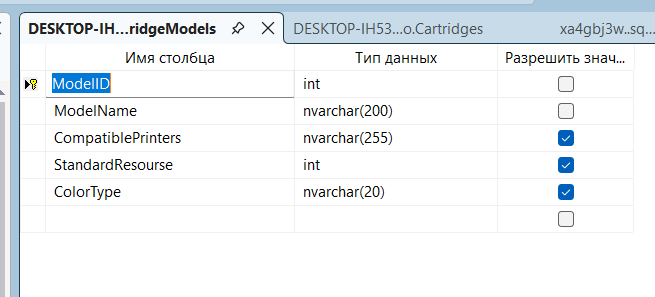 DESKTOP-IH...ridgeModels DESKTOP-IH53...o.Cartridges xa4gbj3w..sq...
Имя столбца Тип данных Разрешить знач...
ModelID int
ModelName nvarchar(200)
CompatiblePrinters nvarchar(255)
StandardResourse int
ColorType nvarchar(20)